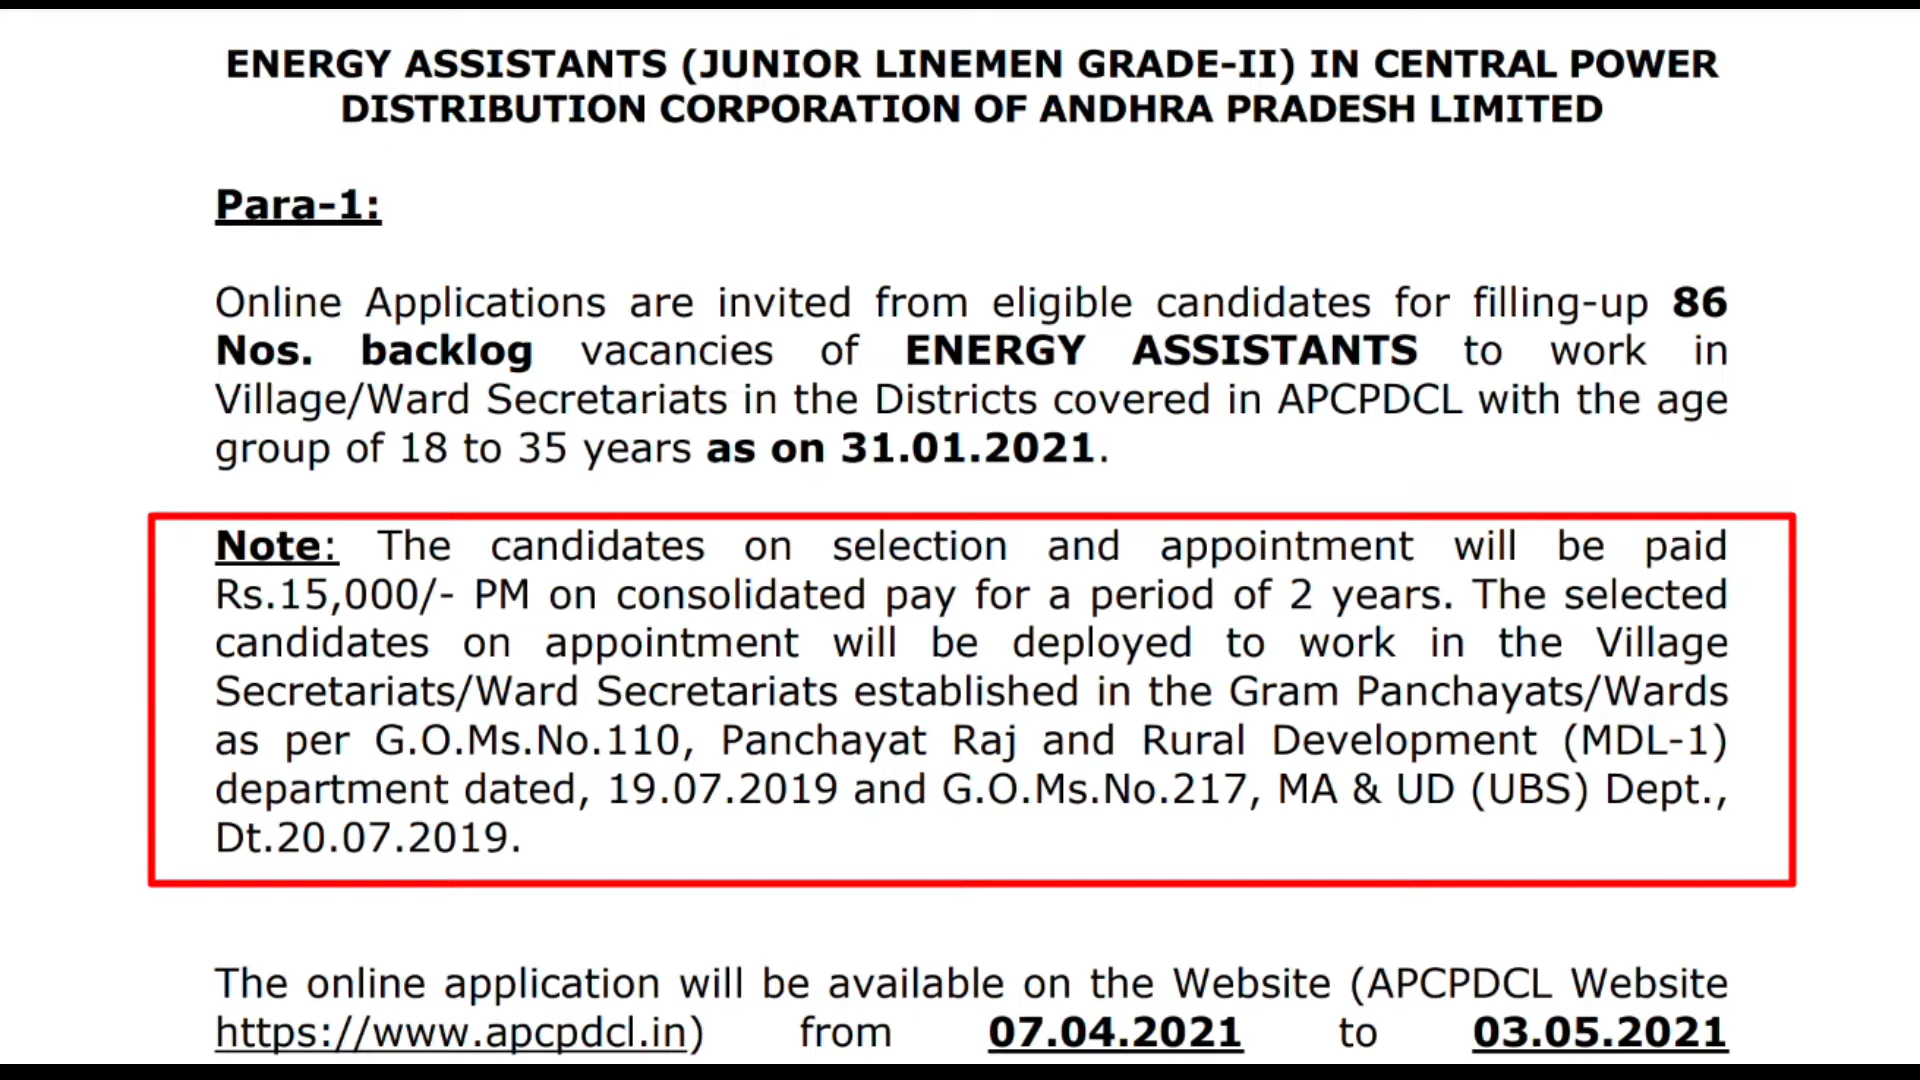 ENERGY ASSISTANTS (JUNIOR LINEMEN GRADE-II) IN CENTRAL POWER
DISTRIBUTION CORPORATION OF ANDHRA PRADESH LIMITED
Para-1:
Online Applications are invited from eligible candidates for filling-up 86
Nos. backlog vacancies of ENERGY ASSISTANTS to work in
Village/Ward Secretariats in the Districts covered in APCPDCL with the age
group of 18 to 35 years as on 31.01.2021.
Note: The candidates on selection and appointment will be paid
Rs.15,000/- PM on consolidated pay for a period of 2 years. The selected
candidates on appointment will be deployed to work in the Village
Secretariats/Ward Secretariats established in the Gram Panchayats/Wards
as per G.O.Ms.No.110, Panchayat Raj and Rural Development (MDL-1)
department dated, 19.07.2019 and G.O.Ms.No.217, MA & UD (UBS) Dept.,
Dt.20.07.2019.
The online application will be available on the Website (APCPDCL Website
https://www.apcpdcl.in) from 07.04.2021 to 03.05.2021